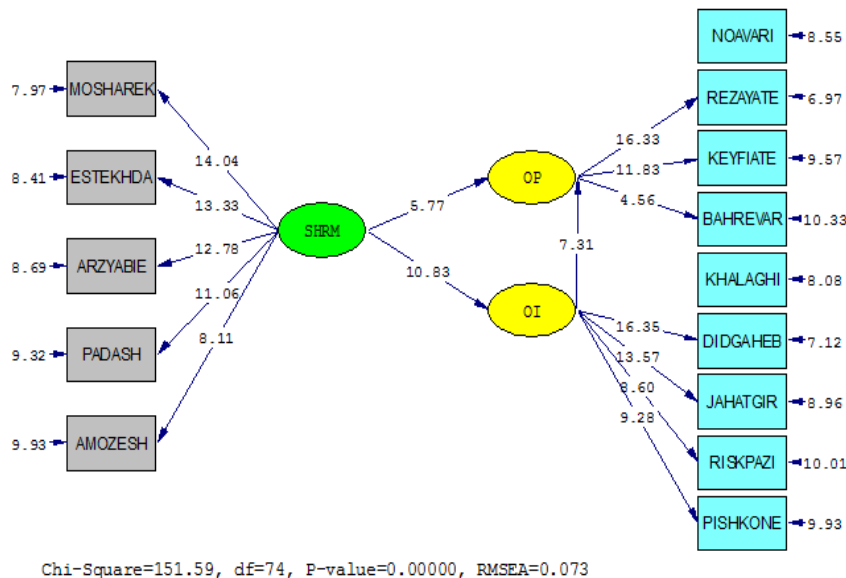 NOAVARI 8.55
7.97 MOSHAREK
REZAYATE 6.97
16.33
14.04
KEYFIATE 9.57
11.83
8.41 ESTEKHDA
OP
4.56
13.33
5.77
BAHREVAR 10.33
SHRM
12.78
7.31
8.69 ARZYABIE
10.83
KHALAGHI 8.08
11.06
OI
16.35
8.11
DIDGAHEB 7.12
9.32 PADASH
13.57
8.60
JAHATGIR 8.96
9.28
9.93 AMOZESH
RISKPAZI 10.01
PISHKONE 9.93
Chi-Square=151.59, df=74, P-value=0.00000, RMSEA=0.073